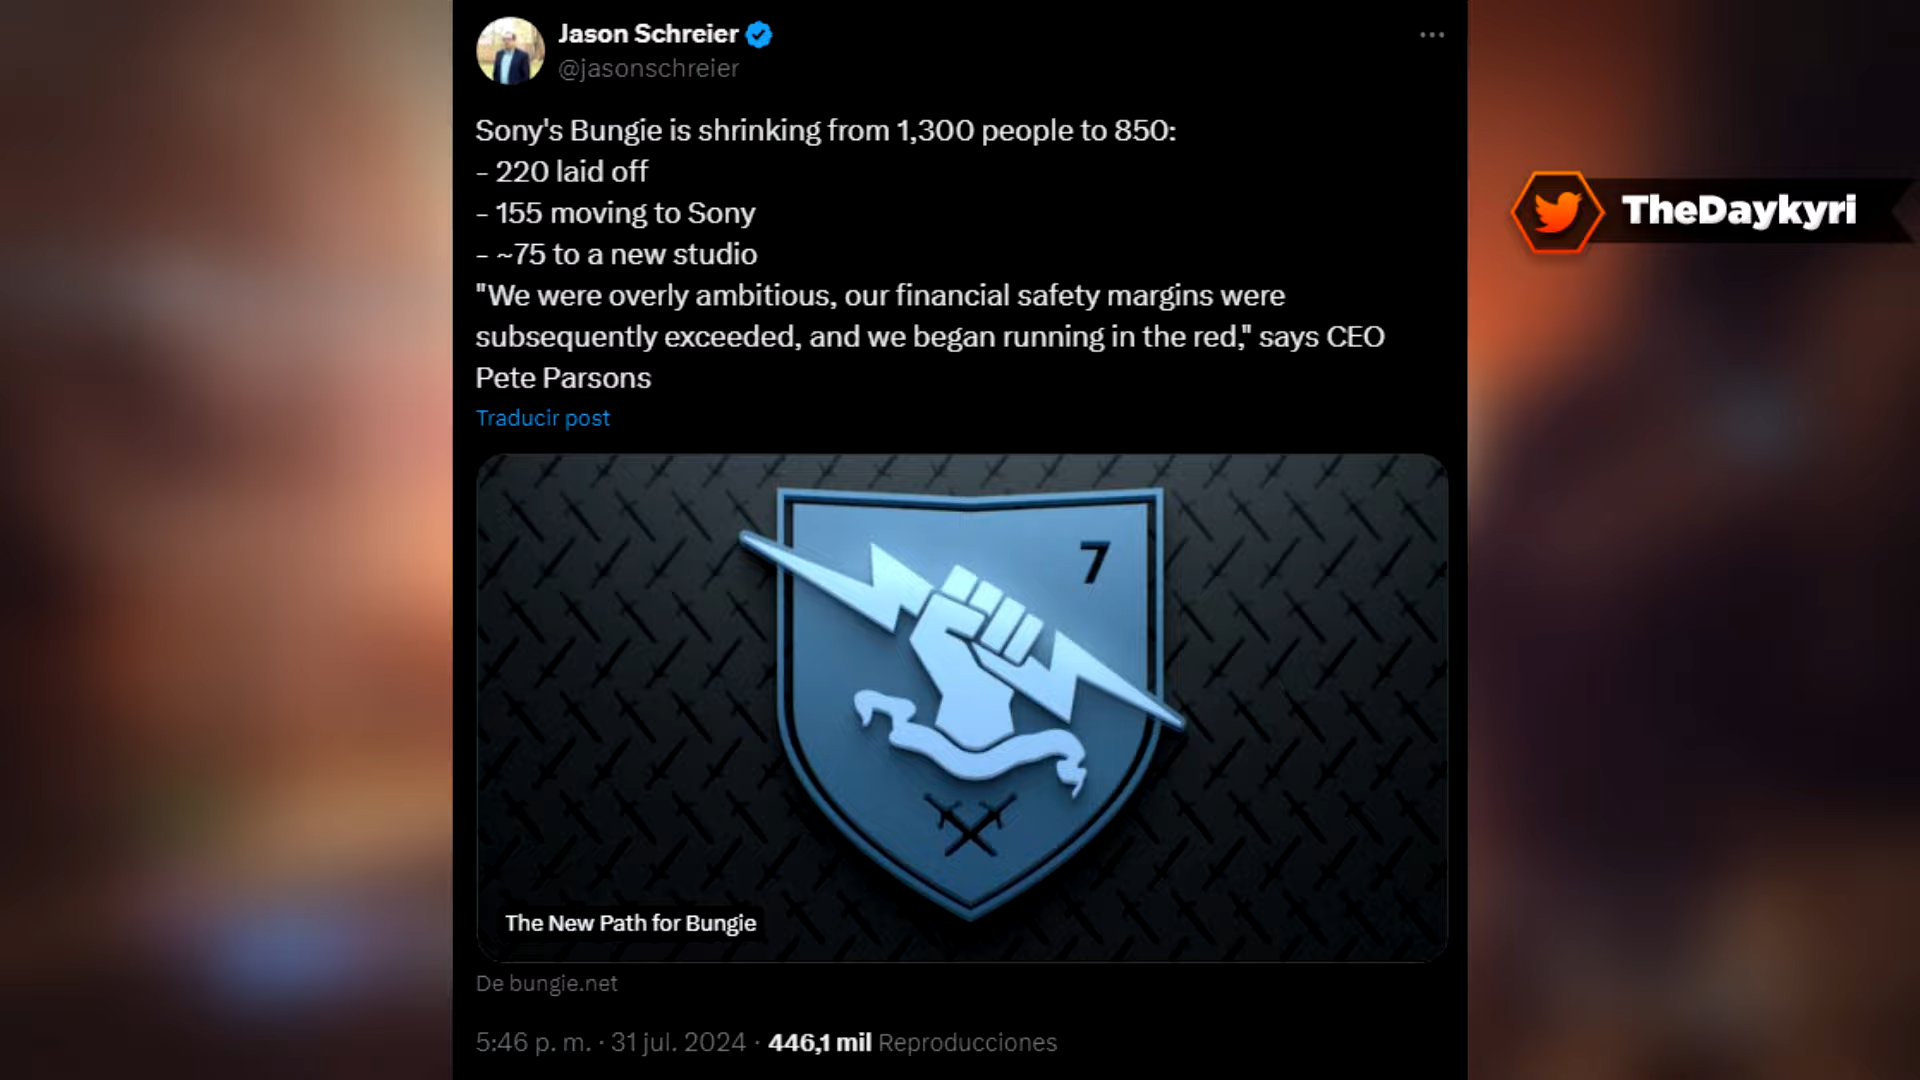 Jason Schreier
@jasonschreier
Sony's Bungie is shrinking from 1,300 people to 850:
- 220 laid off
- 155 moving to Sony
- ~75 to a new studio
"We were overly ambitious, our financial safety margins were
subsequently exceeded, and we began running in the red," says CEO
Pete Parsons
Traducir post
7
The New Path for Bungie
De bungie.net
5:46 p. m. · 31 jul. 2024 · 446,1 mil Reproducciones
TheDaykyri